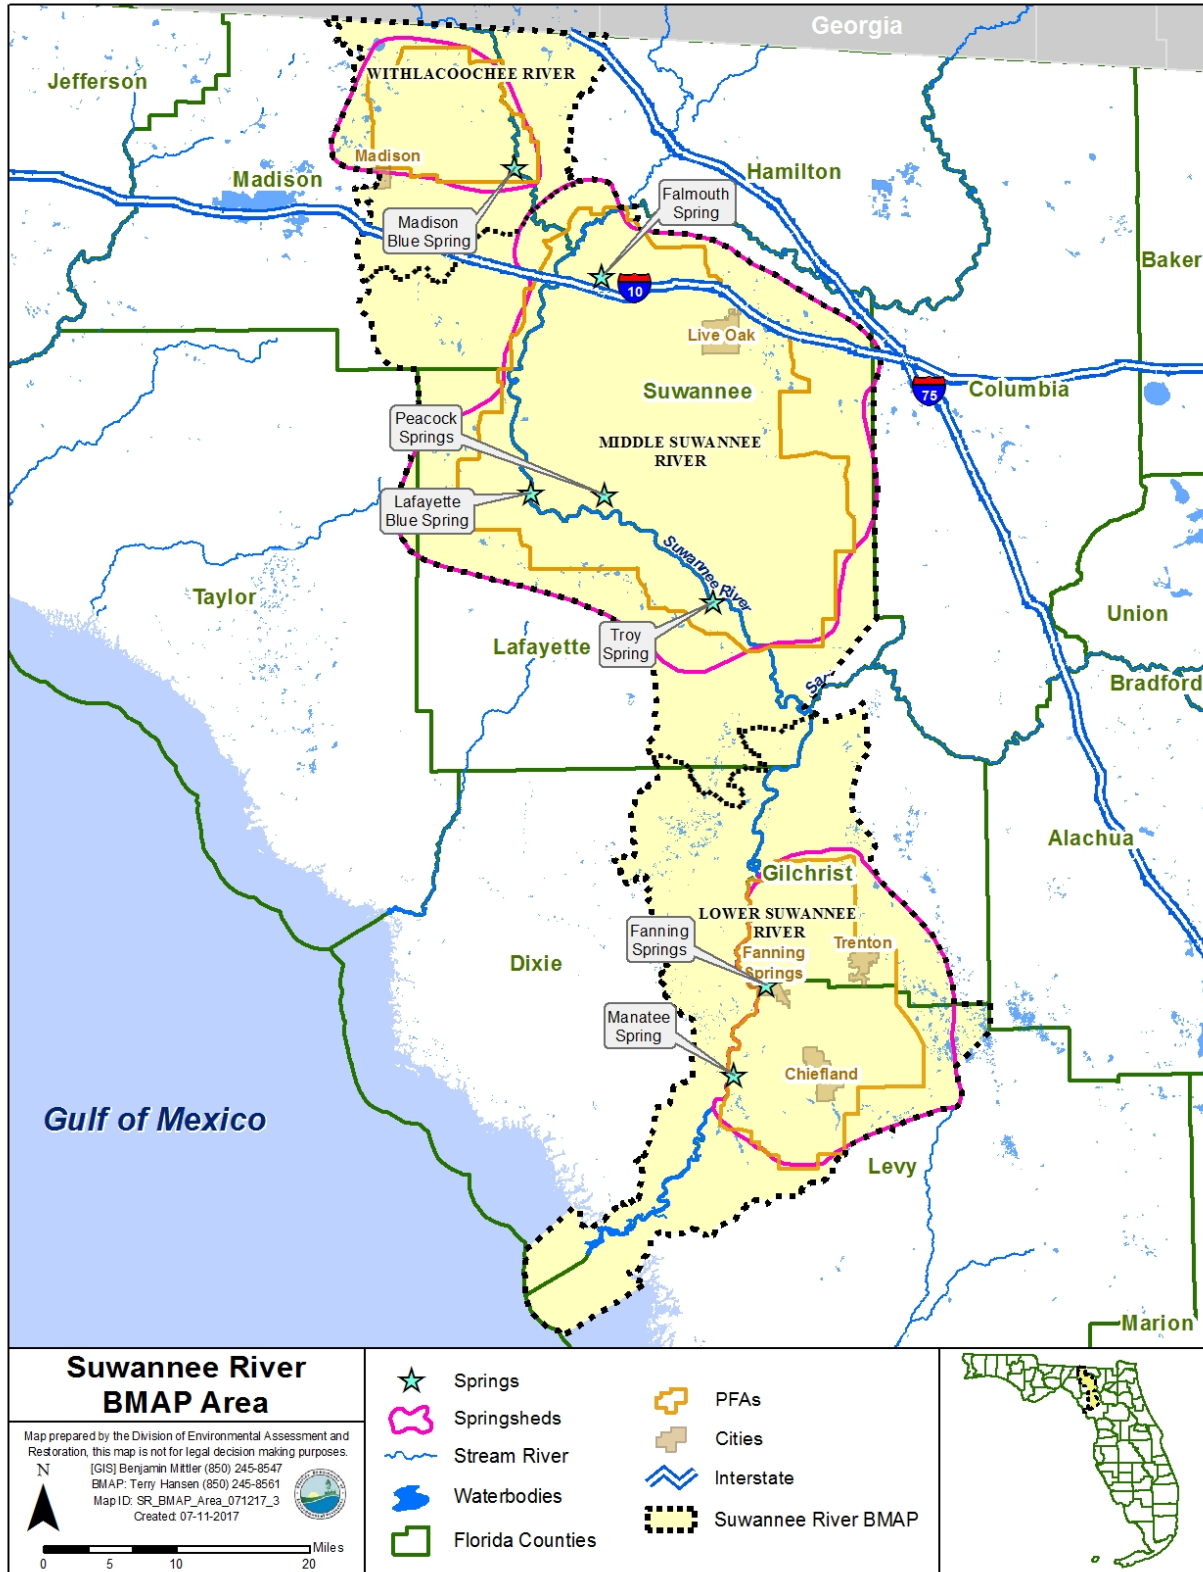 Georgia
Jefferson
WITHLACOOCHEE RIVER
Madison
Madison
Hamilton
Falmouth
Spring
Madison
Blue Spring
Baker
10
Live Oak
75
Columbia
Suwannee
Peacock
Springs
MIDDLE SUWANNEE
RIVER
Lafayette
Blue Spring
Suwannee River
Taylor
Union
Troy
Spring
Lafayette
Sa
Bradford
Alachua
Gilchrist
LOWER SUWANNEE
RIVER
Fanning
Springs
Trenton
Fanning
Springs
Dixie
Manatee
Spring
Chiefland
Gulf of Mexico
Levy
Marion
Suwannee River
BMAP Area
Map prepared by the Division of Environmental Assessment and
Restoration, this map is not for legal decision making purposes.
N
[GIS] Benjamin Mittler (850) 245-8547
BMAP: Terry Hansen (850) 245-8561
Map ID: SR_BMAP_Area_071217_3
Created: 07-11-2017
Miles
0 5 10 20
Springs
Springsheds
Stream River
Waterbodies
Florida Counties
PFAs
Cities
Interstate
Suwannee River BMAP